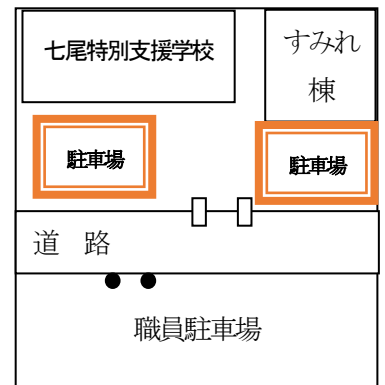 七尾特別支援学校
すみれ
棟
駐車場
駐車場
道 路
職員駐車場